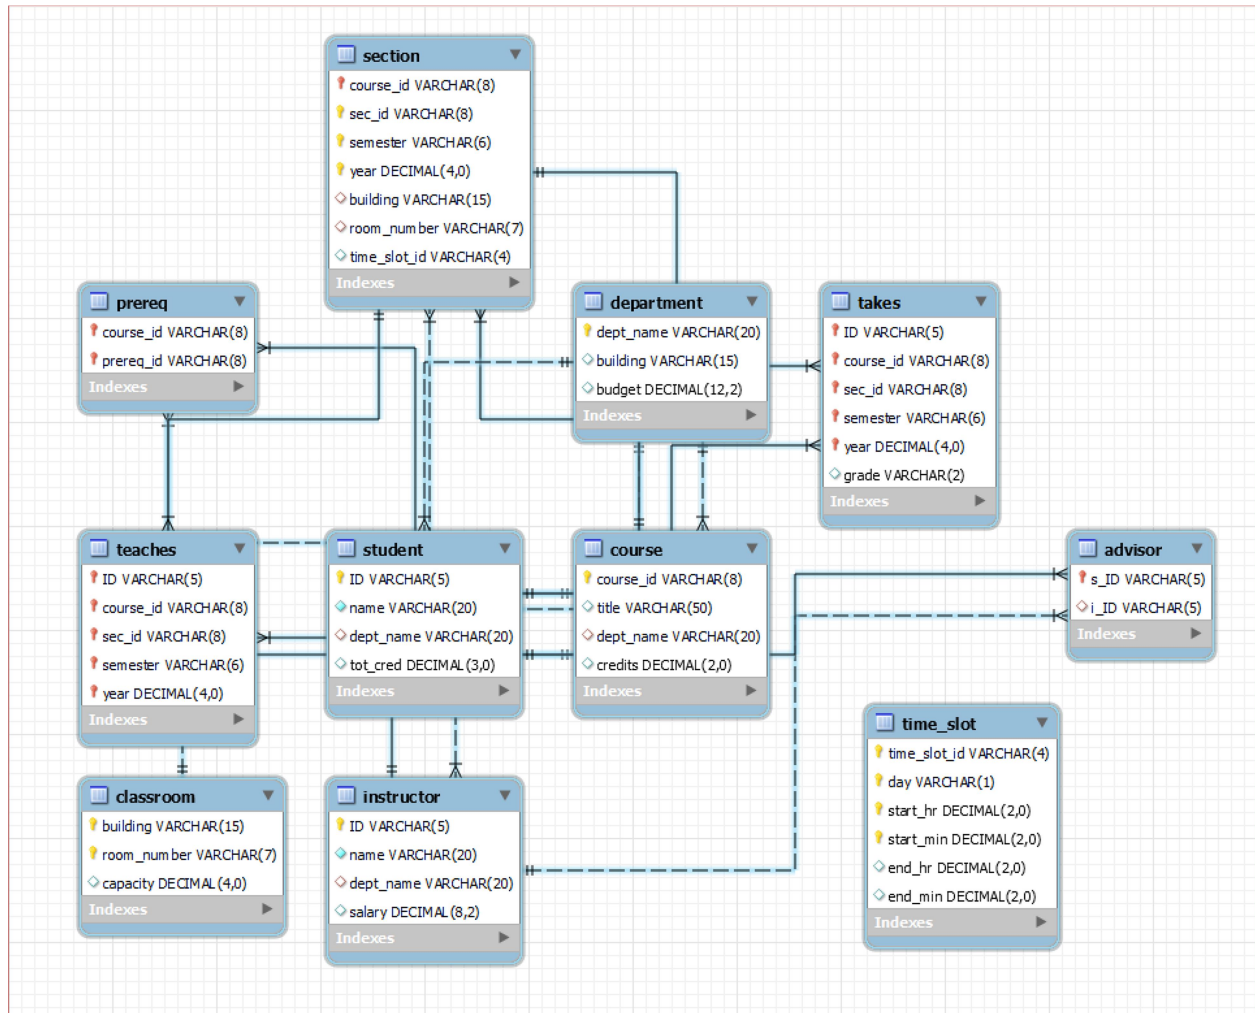 section
course_id VARCHAR(8)
sec_id VARCHAR(8)
semester VARCHAR(6)
year DECIMAL(4,0)
building VARCHAR(15)
room_number VARCHAR(7)
time_slot_id VARCHAR(4)
Indexes
prereq
course_id VARCHAR(8)
prereq_id VARCHAR(8)
Indexes
department
dept_name VARCHAR(20)
building VARCHAR(15)
budget DECIMAL(12,2)
Indexes
takes
ID VARCHAR(5)
course_id VARCHAR(8)
sec_id VARCHAR(8)
semester VARCHAR(6)
year DECIMAL(4,0)
grade VARCHAR(2)
Indexes
teaches
ID VARCHAR(5)
course_id VARCHAR(8)
sec_id VARCHAR(8)
semester VARCHAR(6)
year DECIMAL(4,0)
Indexes
student
ID VARCHAR(5)
name VARCHAR(20)
dept_name VARCHAR(20)
tot_cred DECIMAL(3,0)
Indexes
course
course_id VARCHAR(8)
title VARCHAR(50)
dept_name VARCHAR(20)
credits DECIMAL(2,0)
Indexes
advisor
s_ID VARCHAR(5)
i_ID VARCHAR(5)
Indexes
time_slot
time_slot_id VARCHAR(4)
day VARCHAR(1)
start_hr DECIMAL(2,0)
start_min DECIMAL(2,0)
end_hr DECIMAL(2,0)
end_min DECIMAL(2,0)
Indexes
classroom
building VARCHAR(15)
room_number VARCHAR(7)
capacity DECIMAL(4,0)
Indexes
instructor
ID VARCHAR(5)
name VARCHAR(20)
dept_name VARCHAR(20)
salary DECIMAL(8,2)
Indexes